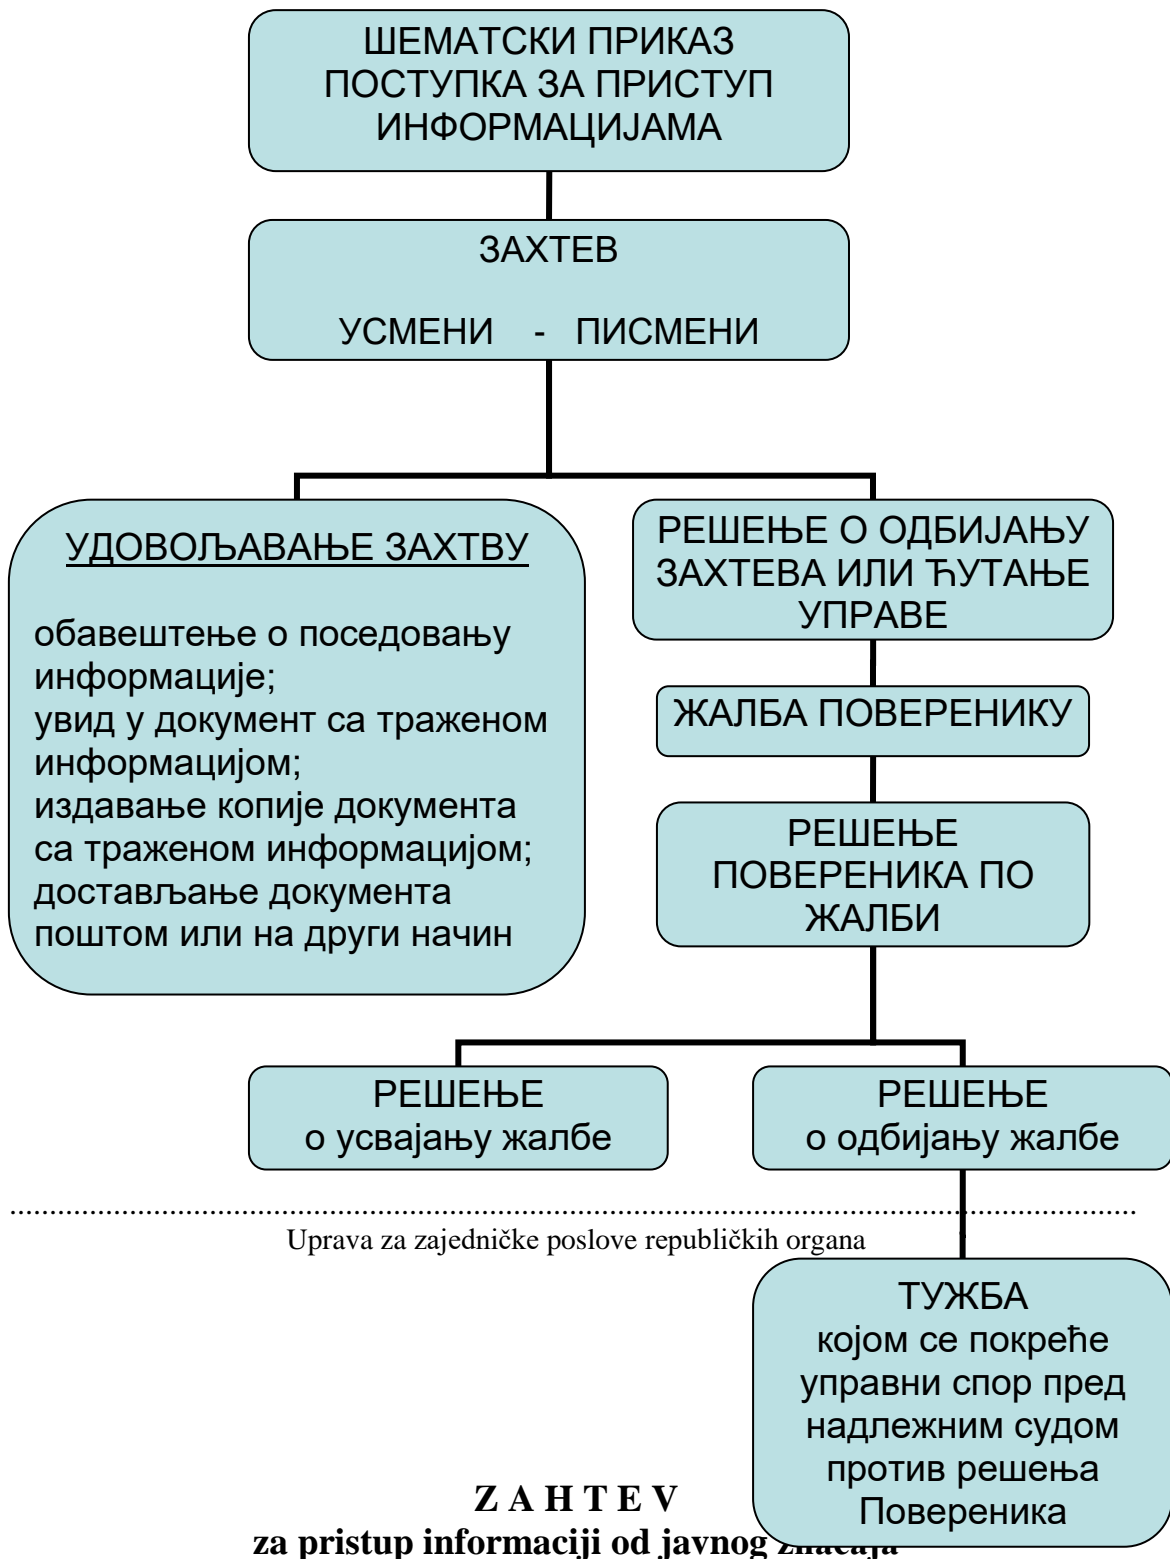 ШЕМАТСКИ ПРИКАЗ
ПОСТУПКА ЗА ПРИСТУП
ИНФОРМАЦИЈАМА
ЗАХТЕВ
УСМЕНИ - ПИСМЕНИ
УДОВОЉАВАЊЕ ЗАХТВУ
обавештење о поседовању
информације;
увид у документ са траженом
информацијом;
издавање копије документа
са траженом информацијом;
достављање документа
поштом или на други начин
РЕШЕЊЕ О ОДБИЈАЊУ
ЗАХТЕВА ИЛИ ЋУТАЊЕ
УПРАВЕ
ЖАЛБА ПОВЕРЕНИКУ
РЕШЕЊЕ
ПОВЕРЕНИКА ПО
ЖАЛБИ
РЕШЕЊЕ
о усвајању жалбе
РЕШЕЊЕ
о одбијању жалбе
Uprava za zajedničke poslove republičkih organa
ТУЖБА
којом се покреће
управни спор пред
надлежним судом
против решења
Повереника
Z A H T E V
za pristup informaciji od javnog značaja